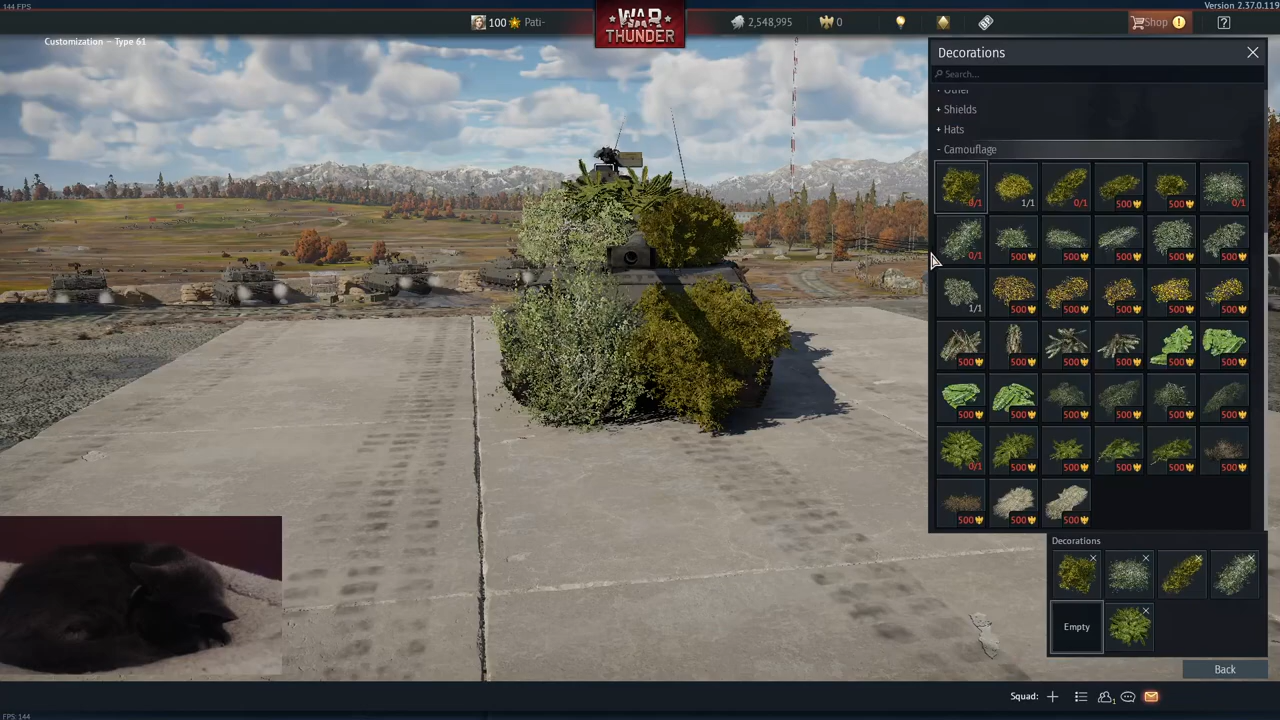 144 FPS
Version 2.37.0.119
100 Pati-
WAR
THUNDER
2,548,995
0
BP
Shop
!
?
Customization – Type 61
Decorations
Search...
Other
+ Shields
+ Hats
- Camouflage
0/1 1/1 0/1 500 500 0/1
0/1 500 500 500 500 500
1/1 500 500 500 500 500
500 500 500 500 500 500
500 500 500 500 500 500
0/1 500 500 500 500 500
500 500 500
Decorations
Empty
Back
Squad:
1
FPS: 144